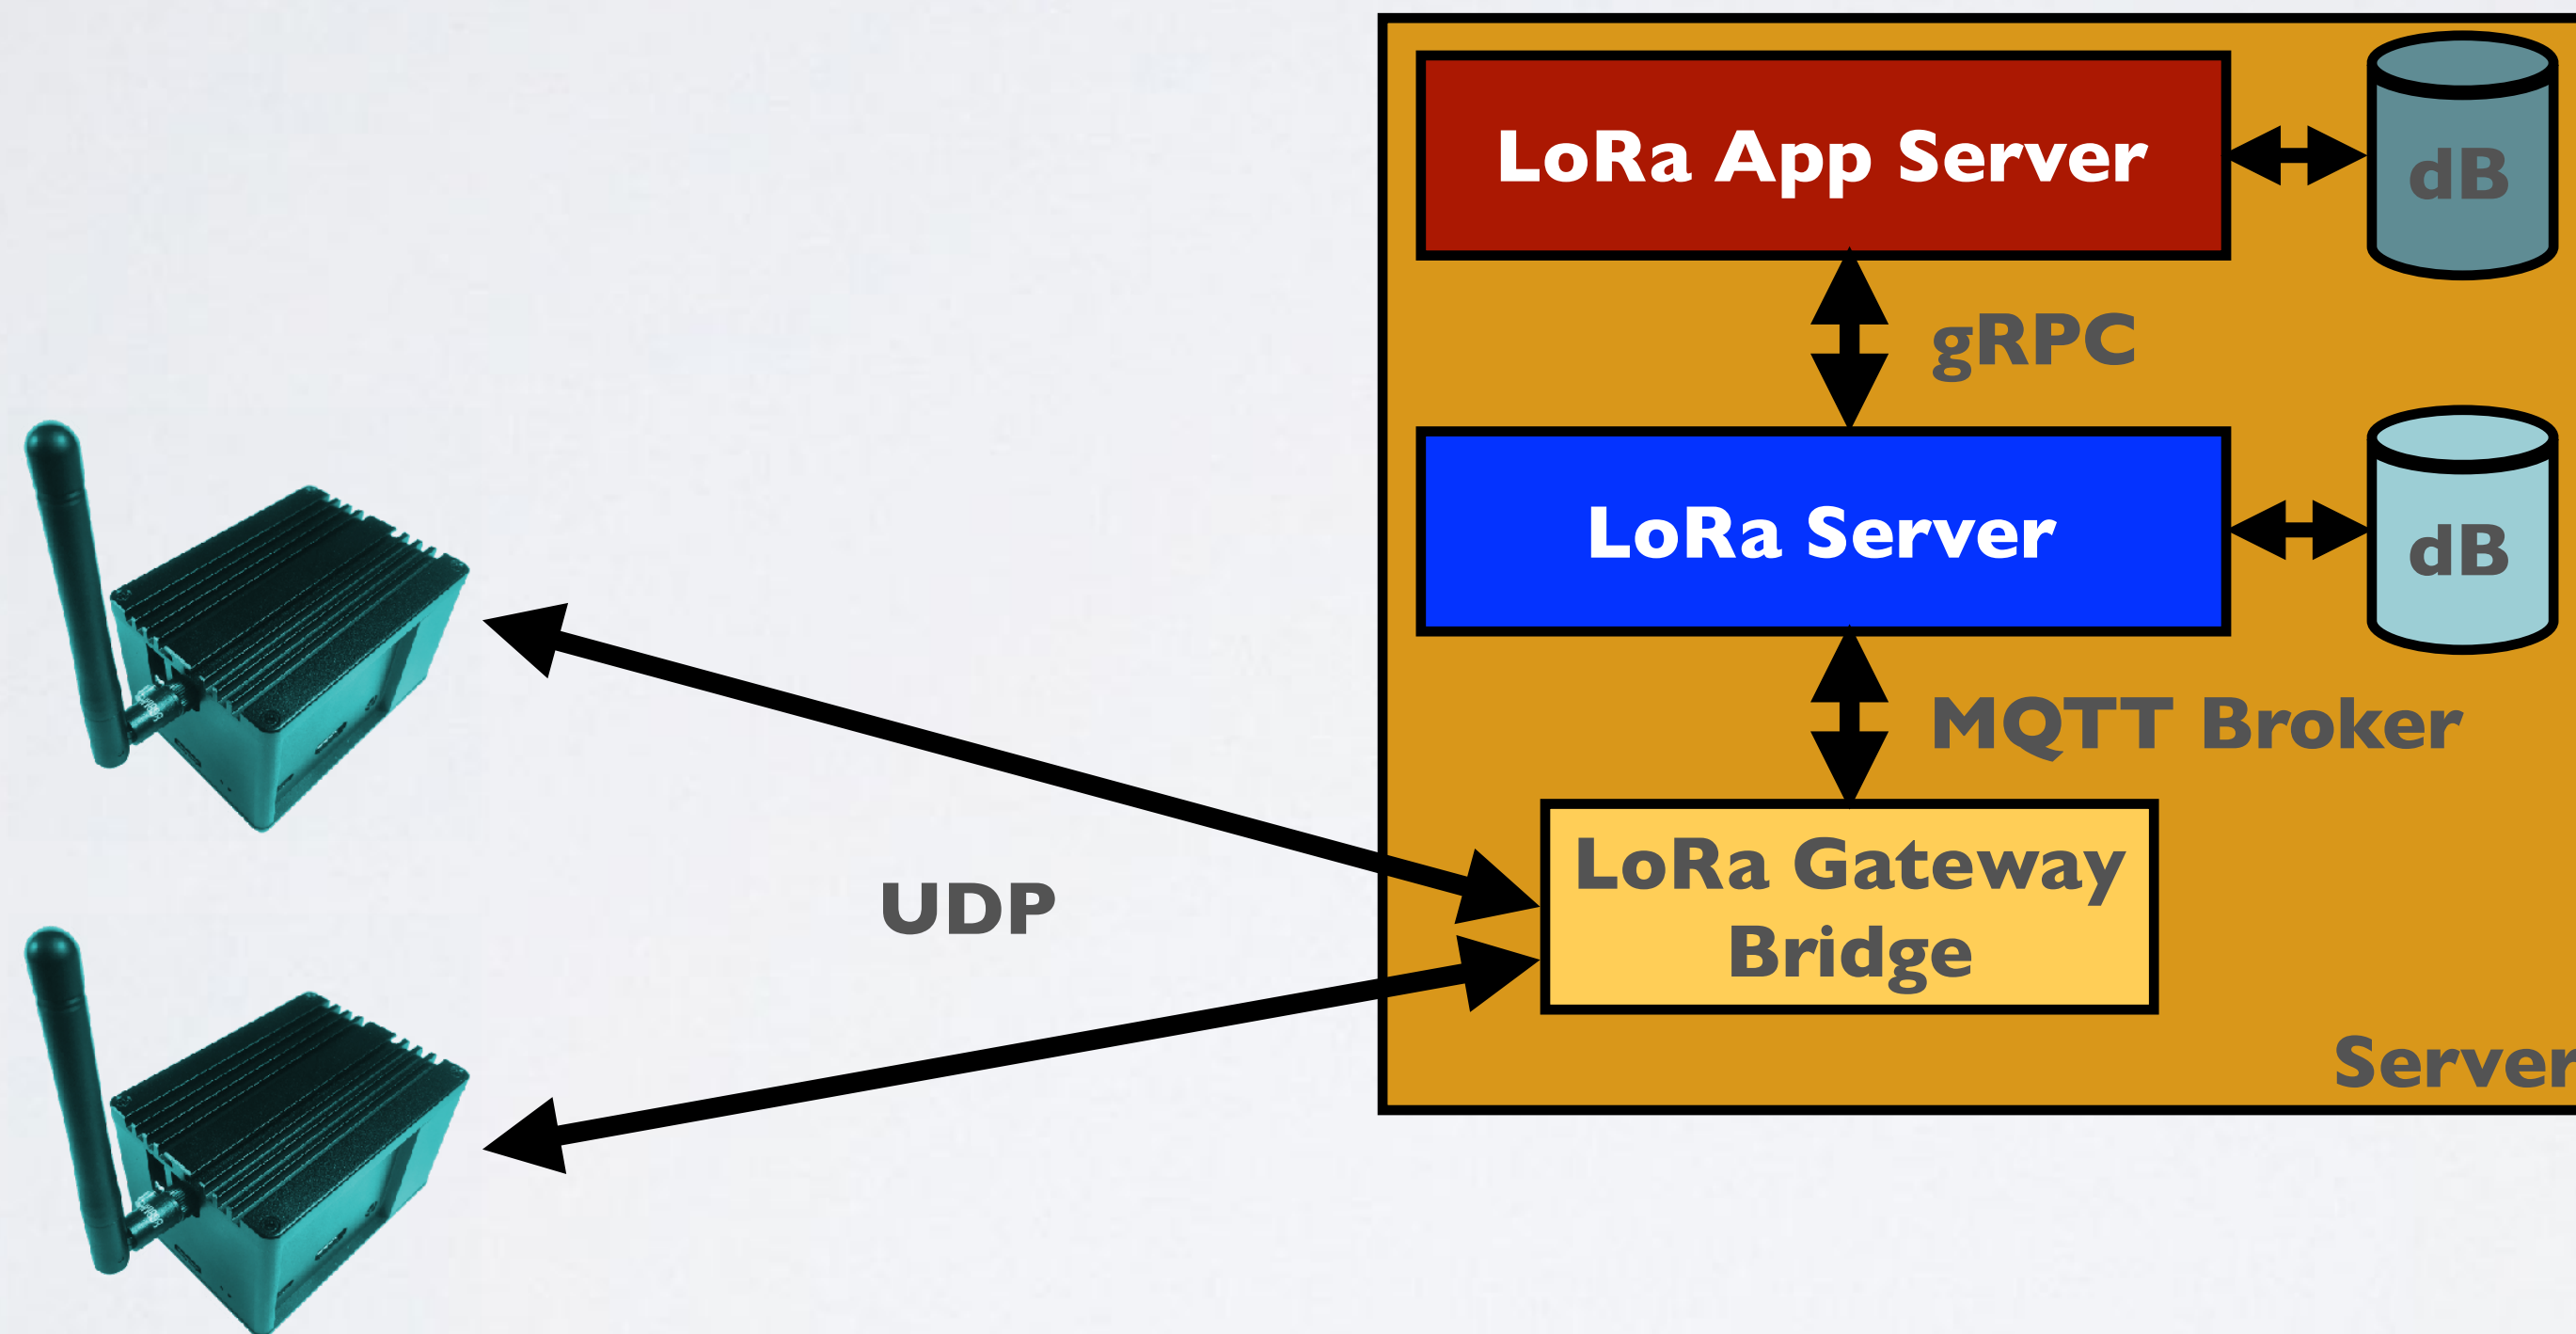 LoRa App Server
dB
gRPC
LoRa Server
dB
MQTT Broker
UDP
LoRa Gateway
Bridge
Server